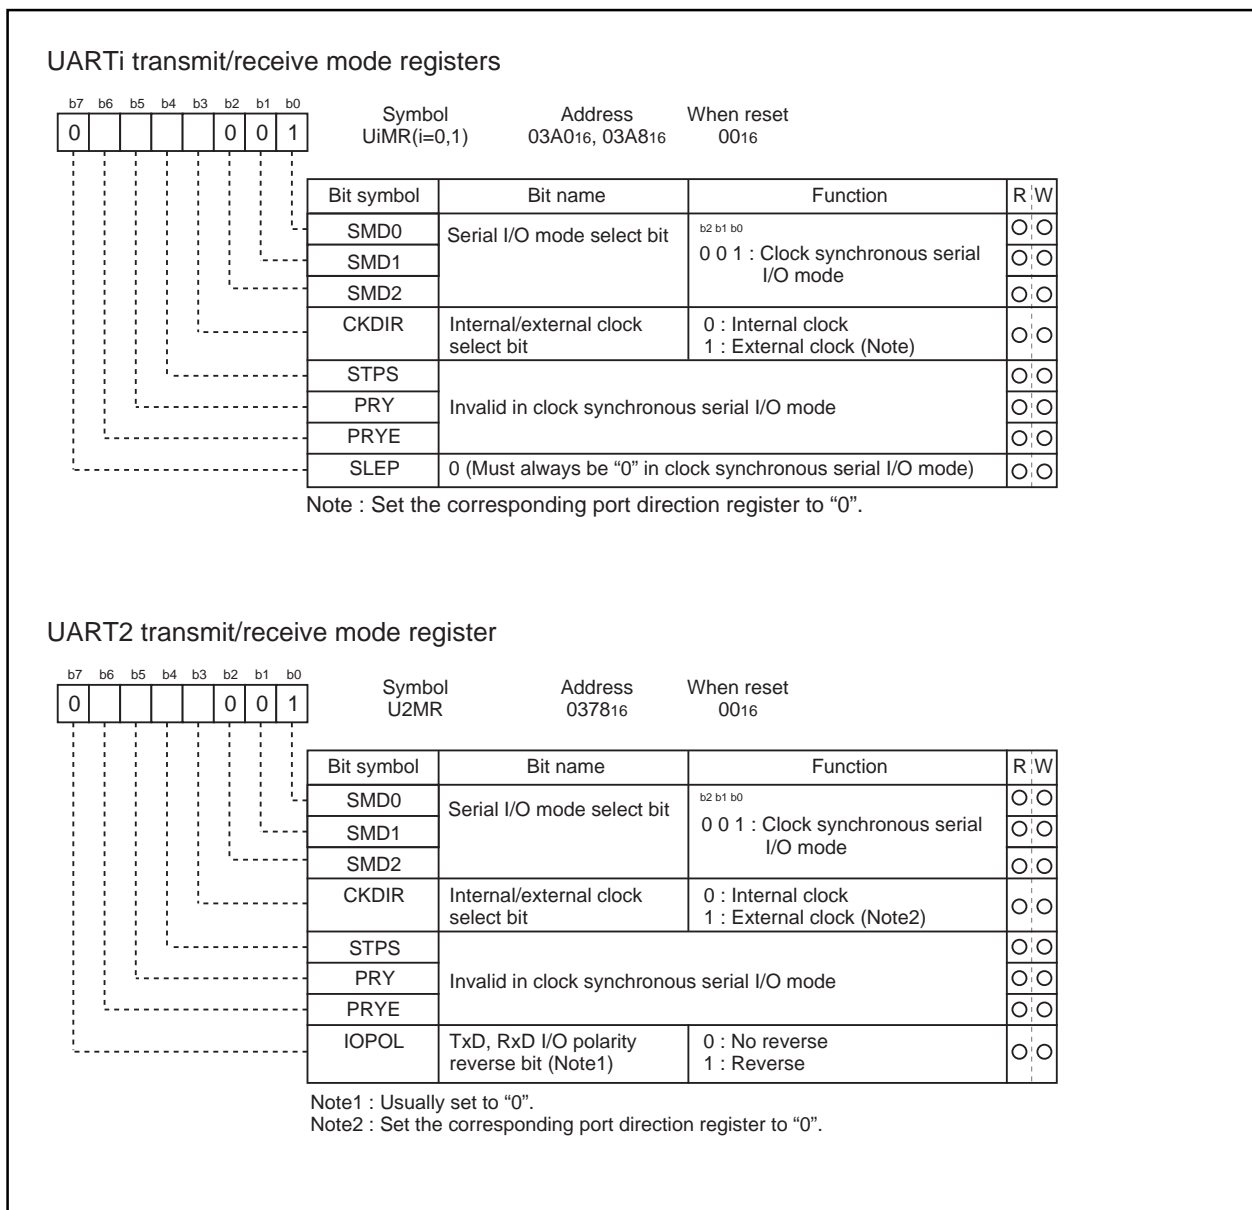 UARTi transmit/receive mode registers
b7 b6 b5 b4 b3 b2 b1 b0
0 0 0 1
Symbol Address When reset
UiMR(i=0,1) 03A016, 03A816 0016
Bit symbol Bit name Function R W
SMD0 Serial I/O mode select bit b2 b1 b0
SMD1 0 0 1 : Clock synchronous serial
I/O mode
SMD2
CKDIR Internal/external clock 0 : Internal clock
select bit 1 : External clock (Note)
STPS
PRY Invalid in clock synchronous serial I/O mode
PRYE
SLEP 0 (Must always be “0” in clock synchronous serial I/O mode)
Note : Set the corresponding port direction register to “0”.
UART2 transmit/receive mode register
b7 b6 b5 b4 b3 b2 b1 b0
0 0 0 1
Symbol Address When reset
U2MR 037816 0016
Bit symbol Bit name Function R W
SMD0 Serial I/O mode select bit b2 b1 b0
SMD1 0 0 1 : Clock synchronous serial
I/O mode
SMD2
CKDIR Internal/external clock 0 : Internal clock
select bit 1 : External clock (Note2)
STPS
PRY Invalid in clock synchronous serial I/O mode
PRYE
IOPOL TxD, RxD I/O polarity 0 : No reverse
reverse bit (Note1) 1 : Reverse
Note1 : Usually set to “0”.
Note2 : Set the corresponding port direction register to “0”.